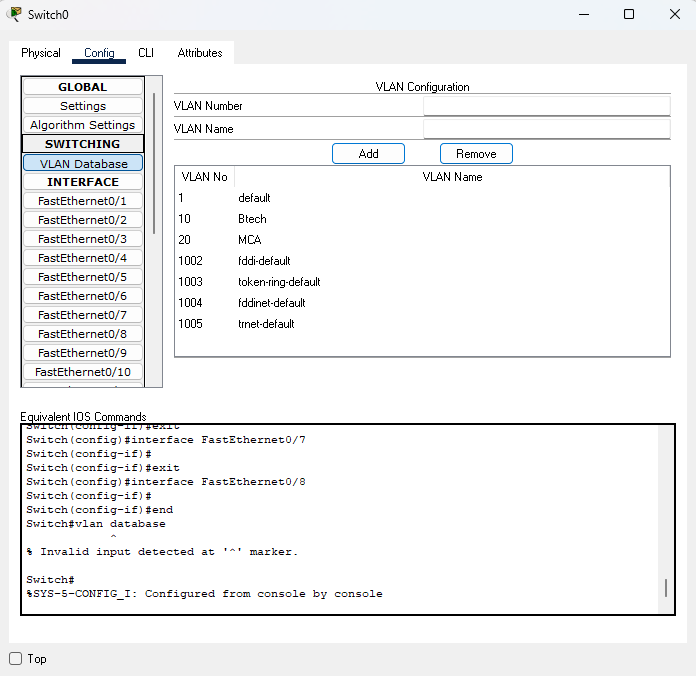 Switch0
Physical Config CLI Attributes
GLOBAL
Settings
Algorithm Settings
SWITCHING
VLAN Database
INTERFACE
FastEthernet0/1
FastEthernet0/2
FastEthernet0/3
FastEthernet0/4
FastEthernet0/5
FastEthernet0/6
FastEthernet0/7
FastEthernet0/8
FastEthernet0/9
FastEthernet0/10
VLAN Configuration
VLAN Number
VLAN Name
Add Remove
VLAN No VLAN Name
1 default
10 Btech
20 MCA
1002 fddi-default
1003 token-ring-default
1004 fddinet-default
1005 trnet-default
Equivalent IOS Commands
Switch(config-if)#exit
Switch(config)#interface FastEthernet0/7
Switch(config-if)#
Switch(config-if)#exit
Switch(config)#interface FastEthernet0/8
Switch(config-if)#
Switch(config-if)#end
Switch#vlan database
^
% Invalid input detected at '^' marker.
Switch#
%SYS-5-CONFIG_I: Configured from console by console
Top